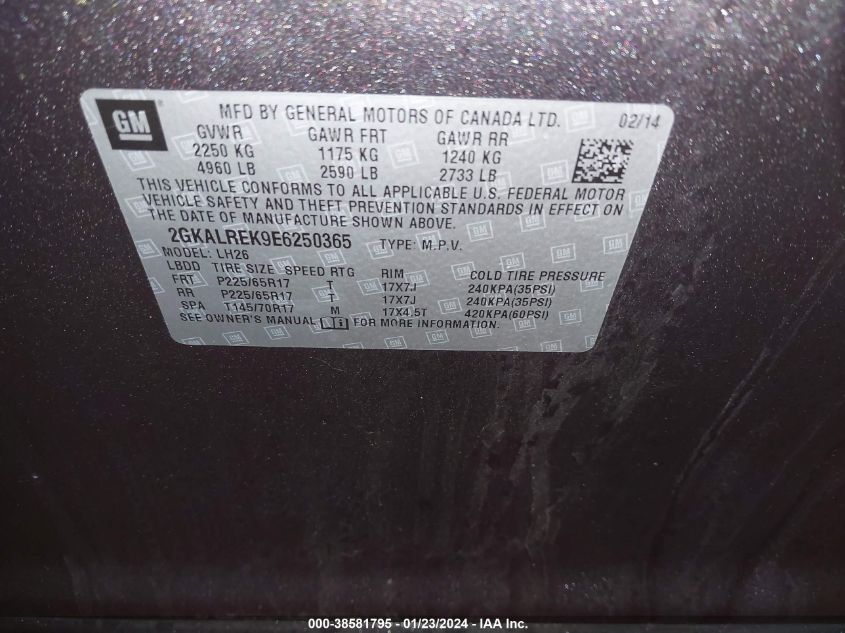 GM
MFD BY GENERAL MOTORS OF CANADA LTD. 02/14
GVWR GAWR FRT GAWR RR
2250 KG 1175 KG 1240 KG
4960 LB 2590 LB 2733 LB
THIS VEHICLE CONFORMS TO ALL APPLICABLE U.S. FEDERAL MOTOR
VEHICLE SAFETY AND THEFT PREVENTION STANDARDS IN EFFECT ON
THE DATE OF MANUFACTURE SHOWN ABOVE.
2GKALREK9E6250365 TYPE: M.P.V.
MODEL: LH26
LBDD TIRE SIZE SPEED RTG RIM COLD TIRE PRESSURE
FRT P225/65R17 T 17X7J 240KPA(35PSI)
RR P225/65R17 T 17X7J 240KPA(35PSI)
SPA T145/70R17 M 17X4.5T 420KPA(60PSI)
SEE OWNER'S MANUAL FOR MORE INFORMATION.
000-38581795 - 01/23/2024 - IAA Inc.